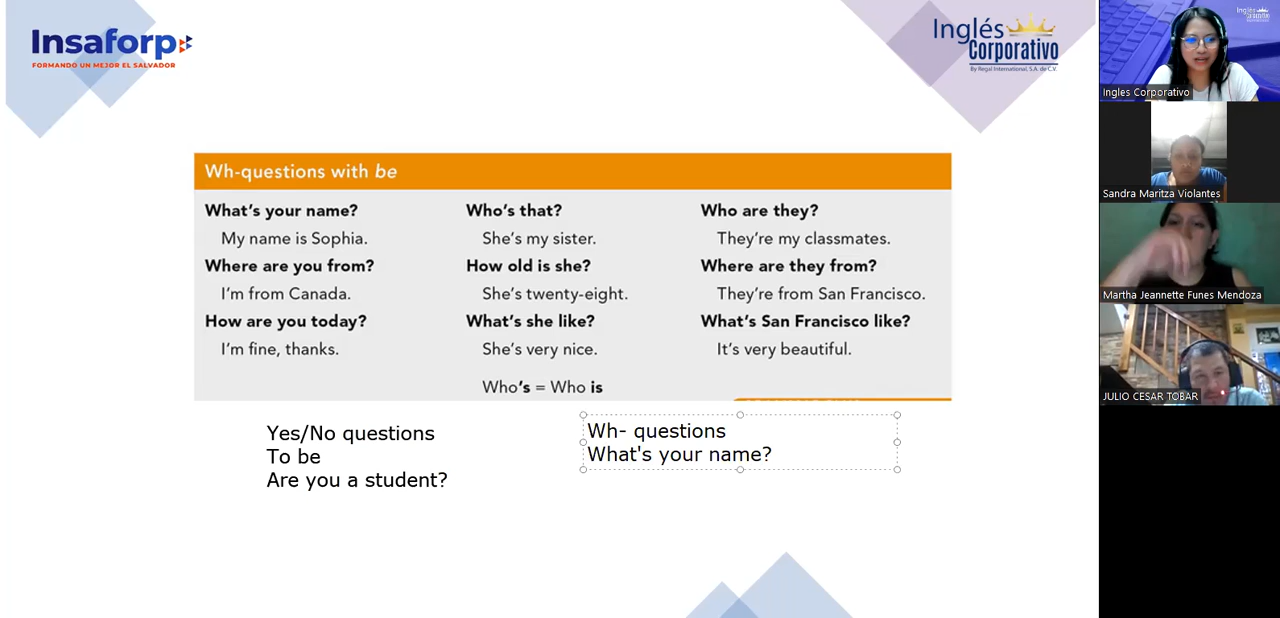 Insaforp
FORMANDO UN MEJOR EL SALVADOR
Inglés
Corporativo
By Regal International, S.A. de C.V.
Wh-questions with be
What's your name?
My name is Sophia.
Where are you from?
I'm from Canada.
How are you today?
I'm fine, thanks.
Who's that?
She's my sister.
How old is she?
She's twenty-eight.
What's she like?
She's very nice.
Who's = Who is
Who are they?
They're my classmates.
Where are they from?
They're from San Francisco.
What's San Francisco like?
It's very beautiful.
Yes/No questions
To be
Are you a student?
Wh- questions
What's your name?
Inglés
Ingles Corporativo
Sandra Maritza Violantes
Martha Jeannette Funes Mendoza
JULIO CESAR TOBAR